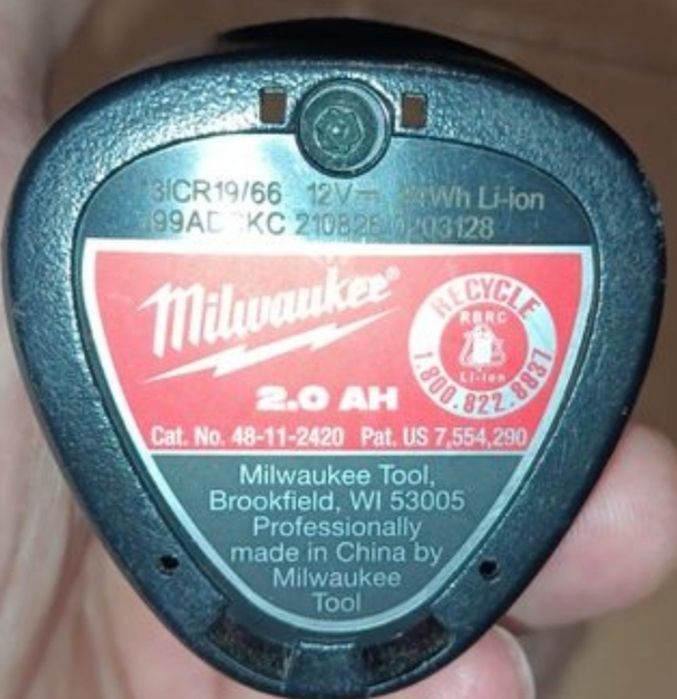 3ICR19/66 12V⎓ Wh Li-ion
210826
Milwaukee®
2.0 AH
RECYCLE
RBRC
Li-ion
1.800.822.8837
Cat. No. 48-11-2420 Pat. US 7,554,290
Milwaukee Tool,
Brookfield, WI 53005
Professionally
made in China by
Milwaukee
Tool